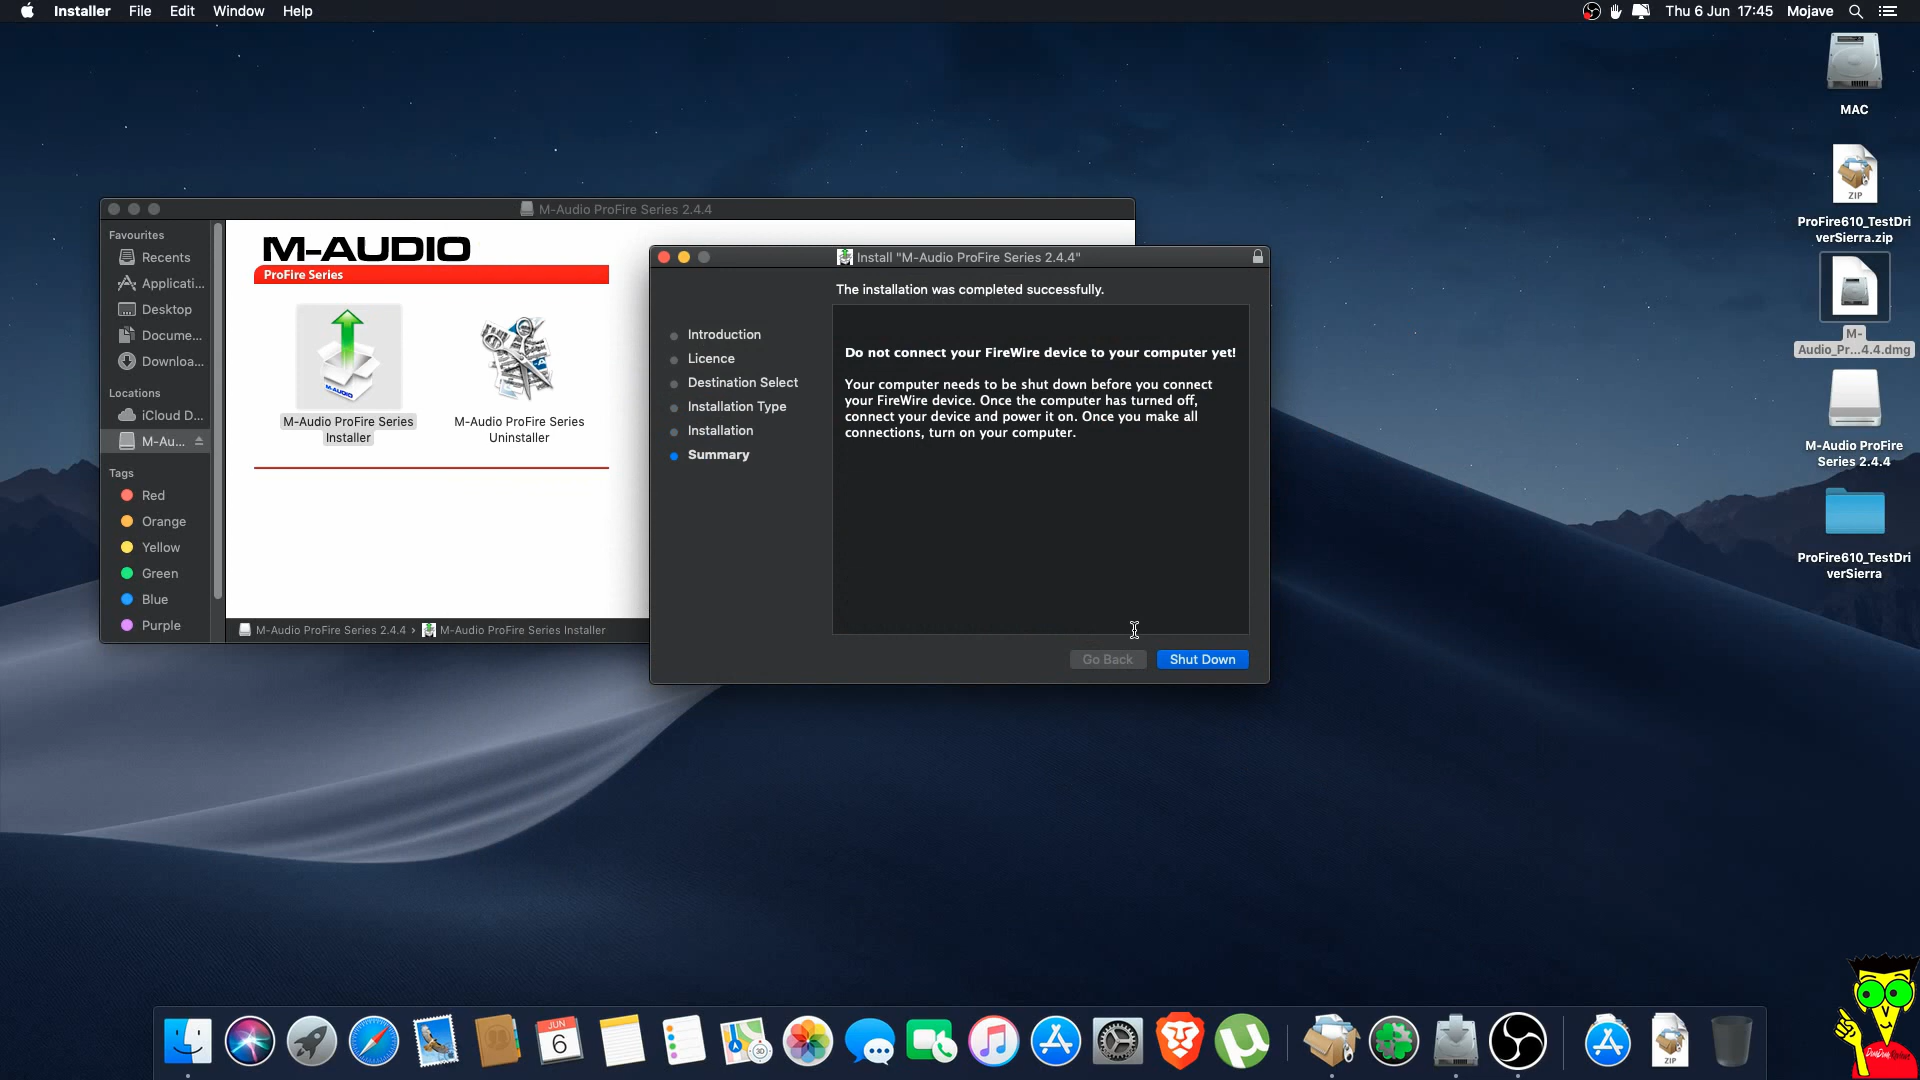 Installer File Edit Window Help
Thu 6 Jun 17:45 Mojave
M-Audio ProFire Series 2.4.4
Favourites
Recents
Applicati...
Desktop
Docume...
Downloa...
Locations
iCloud D...
M-Au...
Tags
Red
Orange
Yellow
Green
Blue
Purple
M-AUDIO
ProFire Series
M-AUDIO
M-Audio ProFire Series
Installer
M-Audio ProFire Series
Uninstaller
M-Audio ProFire Series 2.4.4 › M-Audio ProFire Series Installer
Install "M-Audio ProFire Series 2.4.4"
The installation was completed successfully.
Introduction
Licence
Destination Select
Installation Type
Installation
Summary
Do not connect your FireWire device to your computer yet!
Your computer needs to be shut down before you connect
your FireWire device. Once the computer has turned off,
connect your device and power it on. Once you make all
connections, turn on your computer.
Go Back
Shut Down
MAC
ZIP
ProFire610_TestDri
verSierra.zip
M-
Audio_Pr...4.4.dmg
M-Audio ProFire
Series 2.4.4
ProFire610_TestDri
verSierra
JUN
6
3D
ZIP